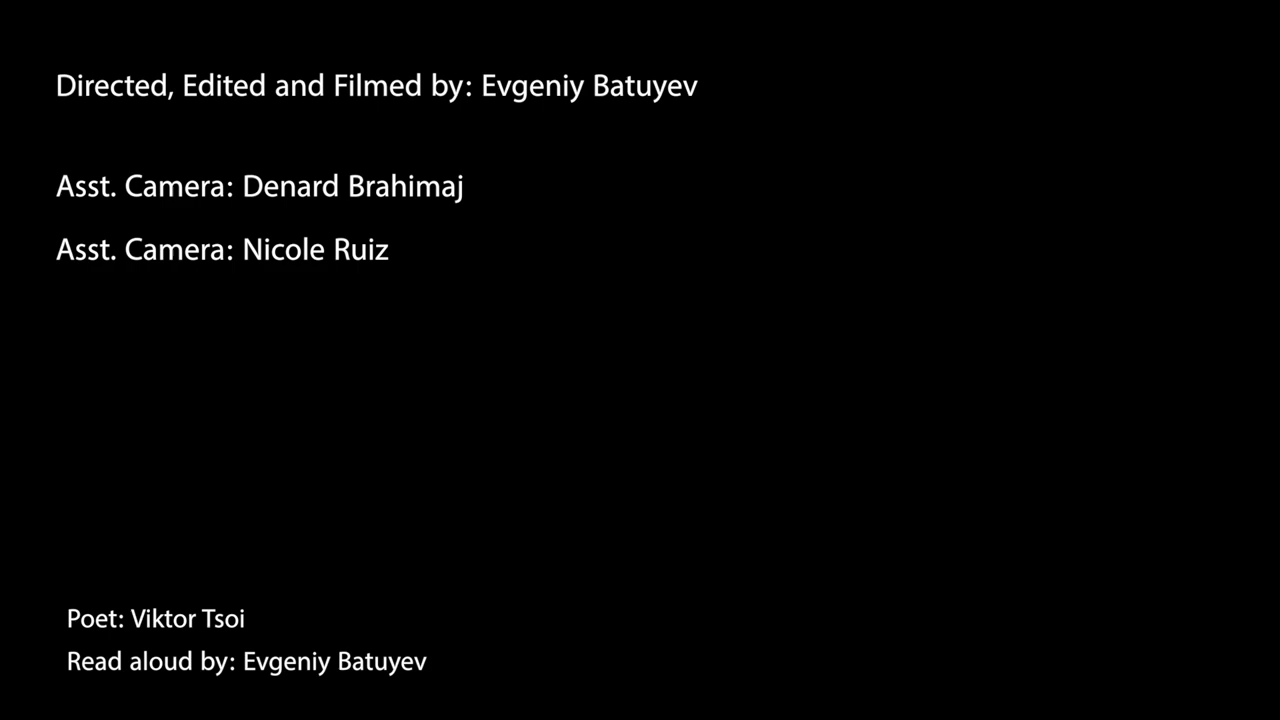 Directed, Edited and Filmed by: Evgeniy Batuyev
Asst. Camera: Denard Brahimaj
Asst. Camera: Nicole Ruiz
Poet: Viktor Tsoi
Read aloud by: Evgeniy Batuyev